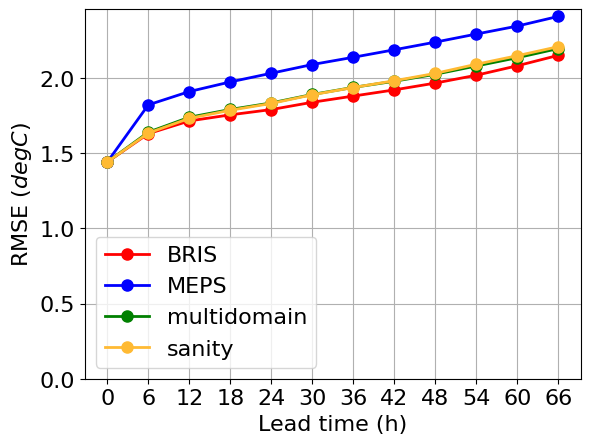 2.0
1.5
1.0
0.5
0.0
RMSE (degC)
BRIS
MEPS
multidomain
sanity
0 6 12 18 24 30 36 42 48 54 60 66
Lead time (h)